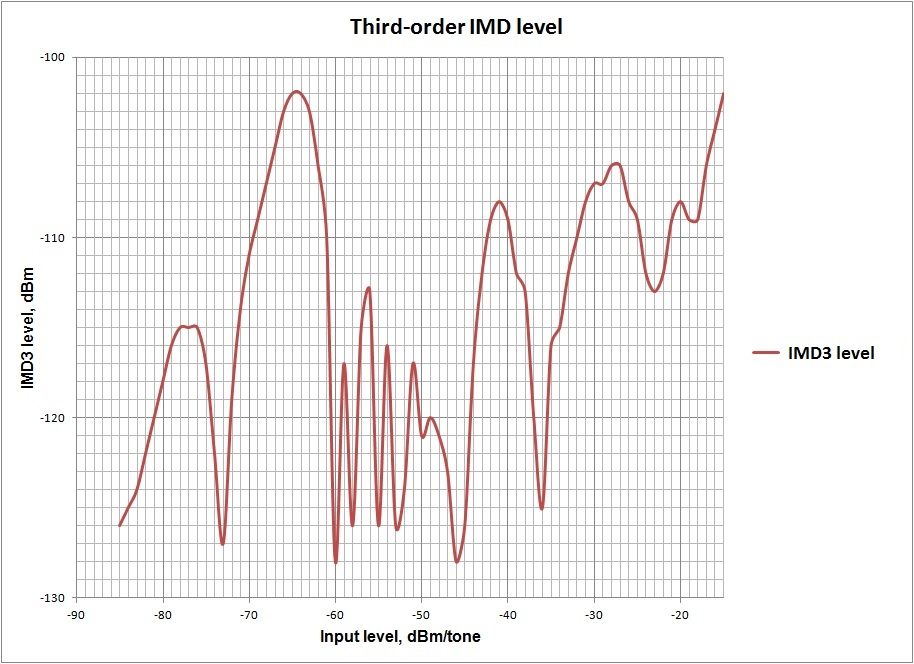 Third-order IMD level
-100
-110
-120
-130
IMD3 level, dBm
-90 -80 -70 -60 -50 -40 -30 -20
Input level, dBm/tone
IMD3 level